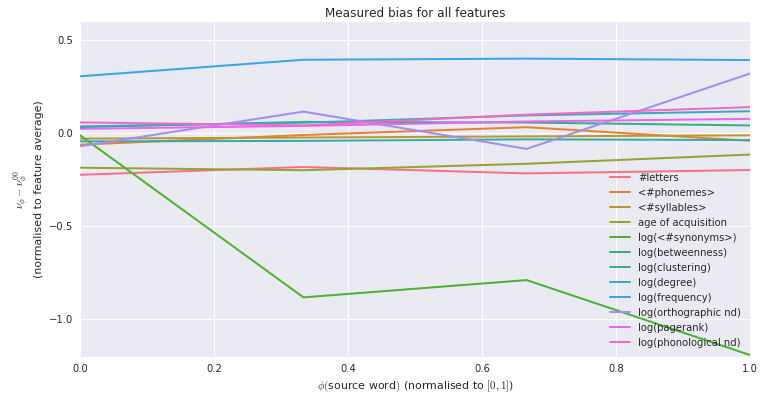 Measured bias for all features
0.5
0.0
−0.5
−1.0
ν_ϕ − ν_ϕ^00
(normalised to feature average)
#letters
<#phonemes>
<#syllables>
age of acquisition
log(<#synonyms>)
log(betweenness)
log(clustering)
log(degree)
log(frequency)
log(orthographic nd)
log(pagerank)
log(phonological nd)
0.0 0.2 0.4 0.6 0.8 1.0
ϕ(source word) (normalised to [0, 1])